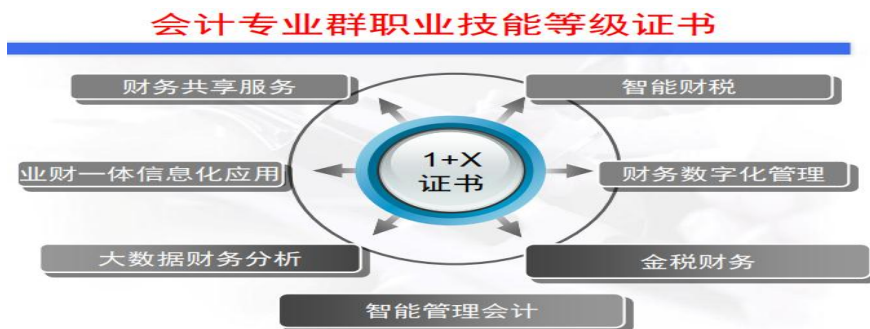 会计专业群职业技能等级证书
财务共享服务
智能财税
1+X
证书
业财一体信息化应用
财务数字化管理
大数据财务分析
金税财务
智能管理会计